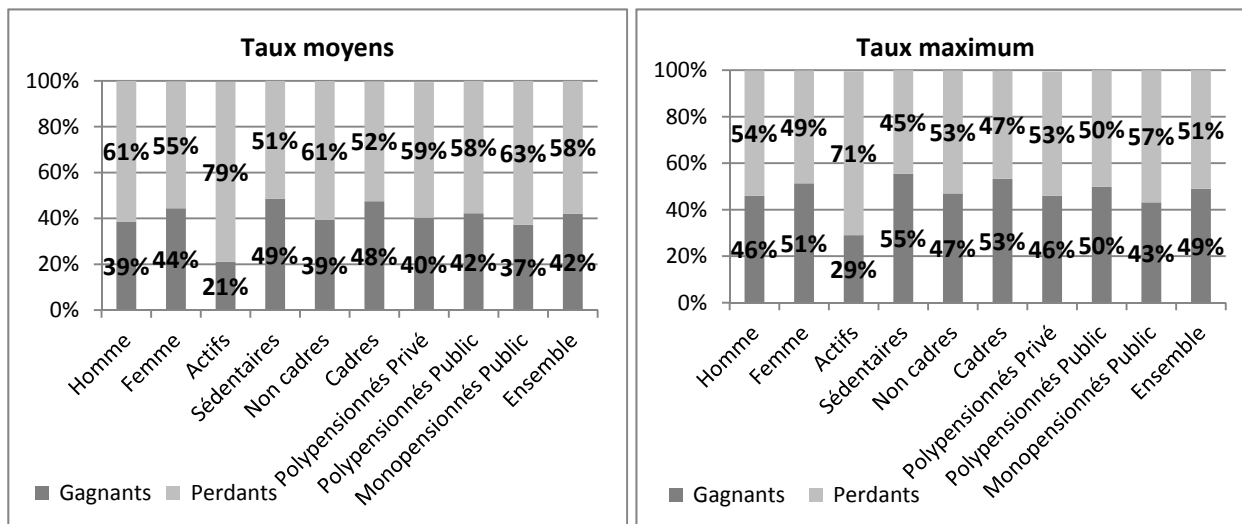 Taux moyens
100%
80%
60%
40%
20%
0%
61% 55% 79% 51% 61% 52% 59% 58% 63% 58%
39% 44% 21% 49% 39% 48% 40% 42% 37% 42%
Homme
Femme
Actifs
Sédentaires
Non cadres
Cadres
Polypensionnés Privé
Polypensionnés Public
Monopensionnés Public
Ensemble
Gagnants Perdants
Taux maximum
100%
80%
60%
40%
20%
0%
54% 49% 71% 45% 53% 47% 53% 50% 57% 51%
46% 51% 29% 55% 47% 53% 46% 50% 43% 49%
Homme
Femme
Actifs
Sédentaires
Non cadres
Cadres
Polypensionnés Privé
Polypensionnés Public
Monopensionnés Public
Ensemble
Gagnants Perdants